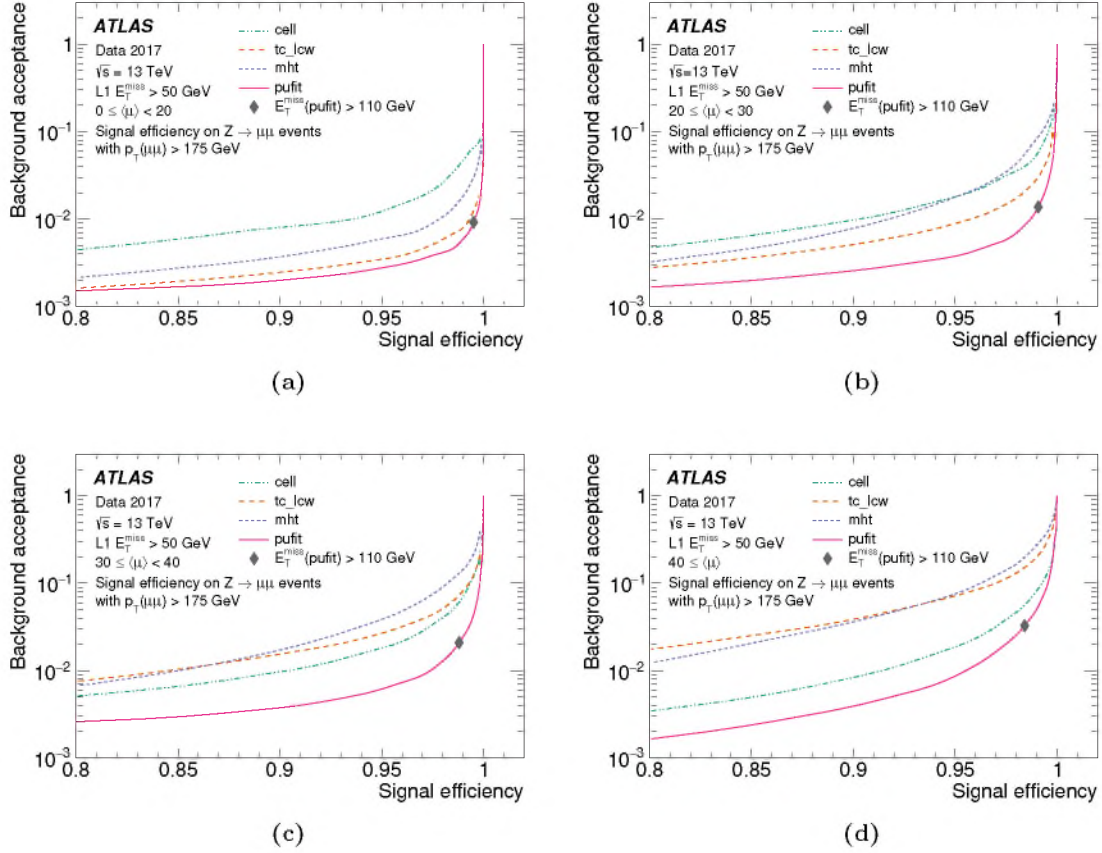 ATLAS
Data 2017
√s = 13 TeV
L1 E_T^miss > 50 GeV
0 ≤ ⟨μ⟩ < 20
Signal efficiency on Z → μμ events
with p_T(μμ) > 175 GeV
cell
tc_lcw
mht
pufit
E_T^miss(pufit) > 110 GeV
Background acceptance
1
10⁻¹
10⁻²
10⁻³
0.8 0.85 0.9 0.95 1
Signal efficiency
(a)
ATLAS
Data 2017
√s=13 TeV
L1 E_T^miss > 50 GeV
20 ≤ ⟨μ⟩ < 30
Signal efficiency on Z → μμ events
with p_T(μμ) > 175 GeV
cell
tc_lcw
mht
pufit
E_T^miss(pufit) > 110 GeV
Background acceptance
1
10⁻¹
10⁻²
10⁻³
0.8 0.85 0.9 0.95 1
Signal efficiency
(b)
ATLAS
Data 2017
√s = 13 TeV
L1 E_T^miss > 50 GeV
30 ≤ ⟨μ⟩ < 40
Signal efficiency on Z → μμ events
with p_T(μμ) > 175 GeV
cell
tc_lcw
mht
pufit
E_T^miss(pufit) > 110 GeV
Background acceptance
1
10⁻¹
10⁻²
10⁻³
0.8 0.85 0.9 0.95 1
Signal efficiency
(c)
ATLAS
Data 2017
√s = 13 TeV
L1 E_T^miss > 50 GeV
40 ≤ ⟨μ⟩
Signal efficiency on Z → μμ events
with p_T(μμ) > 175 GeV
cell
tc_lcw
mht
pufit
E_T^miss(pufit) > 110 GeV
Background acceptance
1
10⁻¹
10⁻²
10⁻³
0.8 0.85 0.9 0.95 1
Signal efficiency
(d)